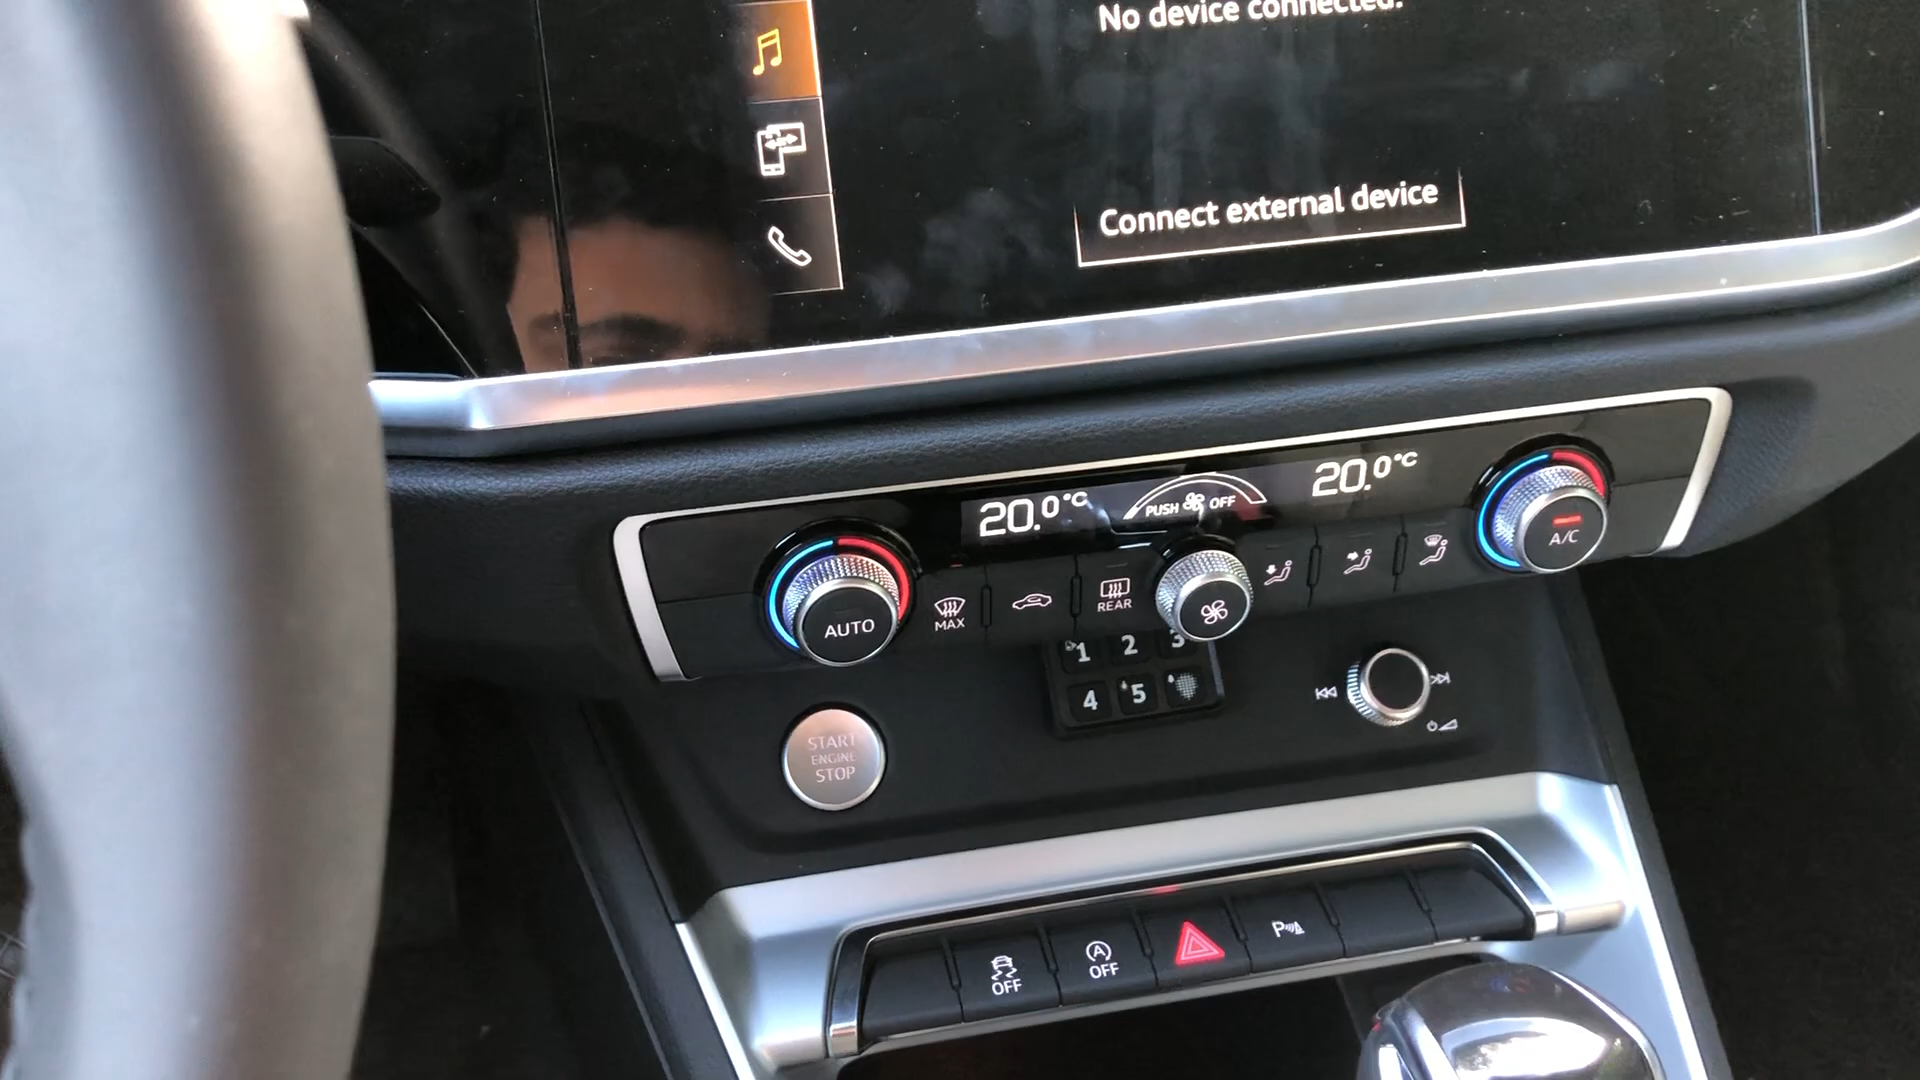 No device connected.
Connect external device
20.0°C
PUSH OFF
20.0°C
AUTO
MAX
REAR
A/C
1 2 3
4 5
START
ENGINE
STOP
OFF
A
OFF
P